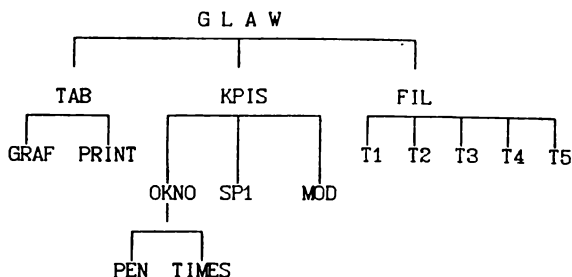 G L A W
TAB KPIS FIL
GRAF PRINT T1 T2 T3 T4 T5
OKNO SP1 MOD
PEN TIMES